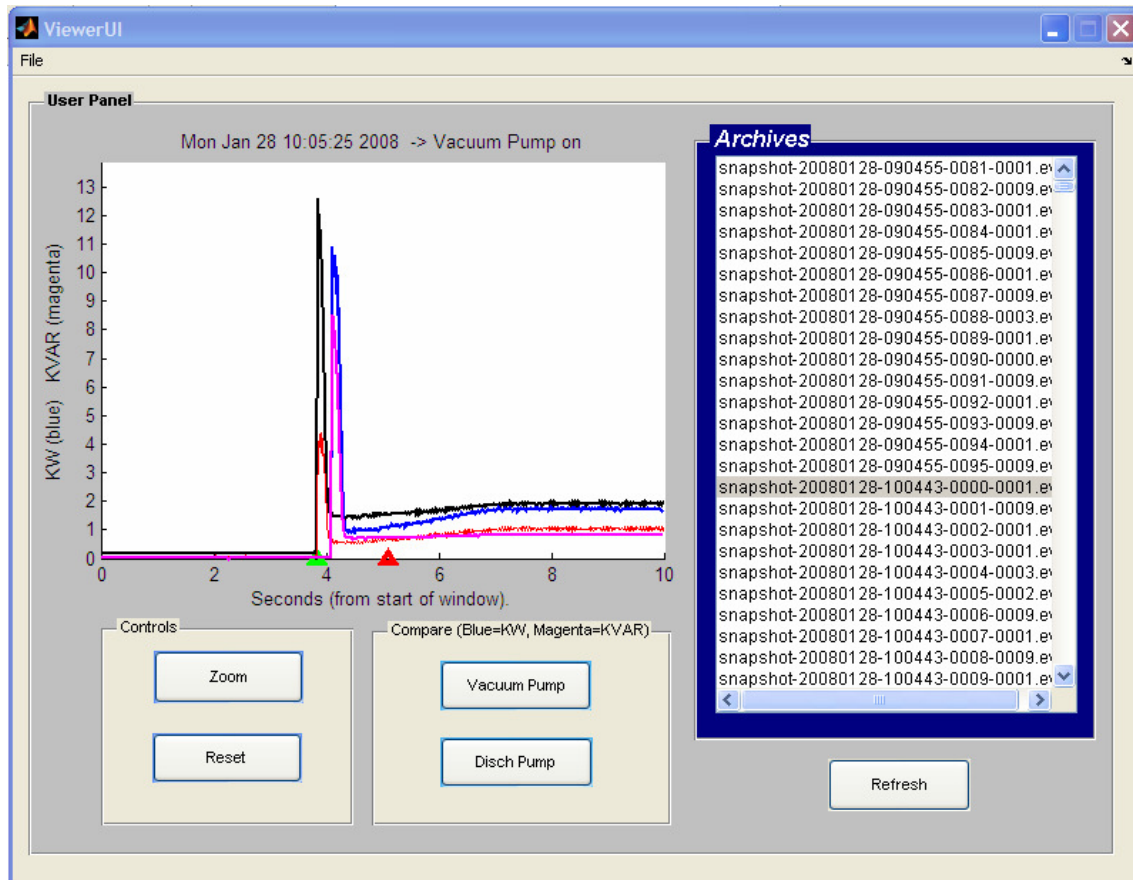 ViewerUI
File
User Panel
Mon Jan 28 10:05:25 2008 -> Vacuum Pump on
KW (blue) KVAR (magenta)
13
12
11
10
9
8
7
6
5
4
3
2
1
0
0 2 4 6 8 10
Seconds (from start of window).
Controls
Zoom
Reset
Compare (Blue=KW, Magenta=KVAR)
Vacuum Pump
Disch Pump
Archives
snapshot-20080128-090455-0081-0001.ev
snapshot-20080128-090455-0082-0009.ev
snapshot-20080128-090455-0083-0001.ev
snapshot-20080128-090455-0084-0001.ev
snapshot-20080128-090455-0085-0009.ev
snapshot-20080128-090455-0086-0001.ev
snapshot-20080128-090455-0087-0009.ev
snapshot-20080128-090455-0088-0003.ev
snapshot-20080128-090455-0089-0001.ev
snapshot-20080128-090455-0090-0000.ev
snapshot-20080128-090455-0091-0009.ev
snapshot-20080128-090455-0092-0001.ev
snapshot-20080128-090455-0093-0009.ev
snapshot-20080128-090455-0094-0001.ev
snapshot-20080128-090455-0095-0009.ev
snapshot-20080128-100443-0000-0001.ev
snapshot-20080128-100443-0001-0009.ev
snapshot-20080128-100443-0002-0001.ev
snapshot-20080128-100443-0003-0001.ev
snapshot-20080128-100443-0004-0003.ev
snapshot-20080128-100443-0005-0002.ev
snapshot-20080128-100443-0006-0009.ev
snapshot-20080128-100443-0007-0001.ev
snapshot-20080128-100443-0008-0009.ev
snapshot-20080128-100443-0009-0001.ev
Refresh